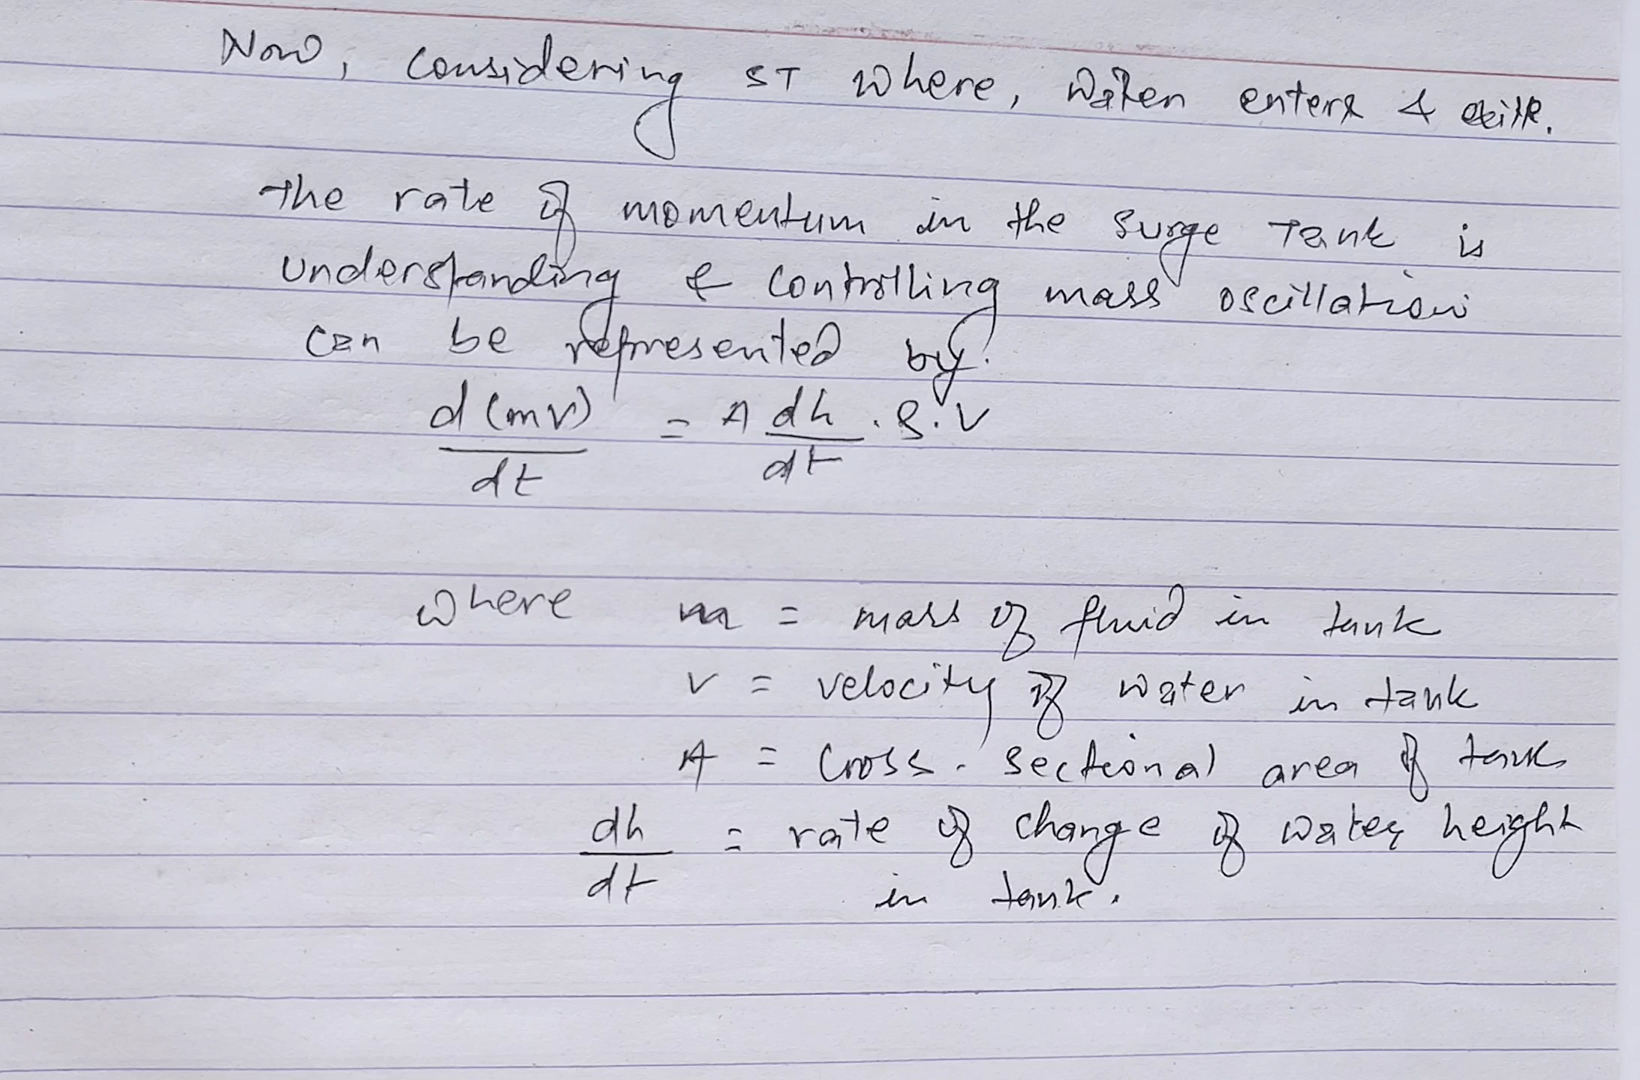 Now, considering ST where, water enters & exits.
The rate of momentum in the surge Tank is
understanding & controlling mass oscillation
can be represented by:
d(mv)/dt = A dh/dt . ρ. V
where m = mass of fluid in tank
v = velocity of water in tank
A = cross-sectional area of tank
dh/dt = rate of change of water height
in tank.